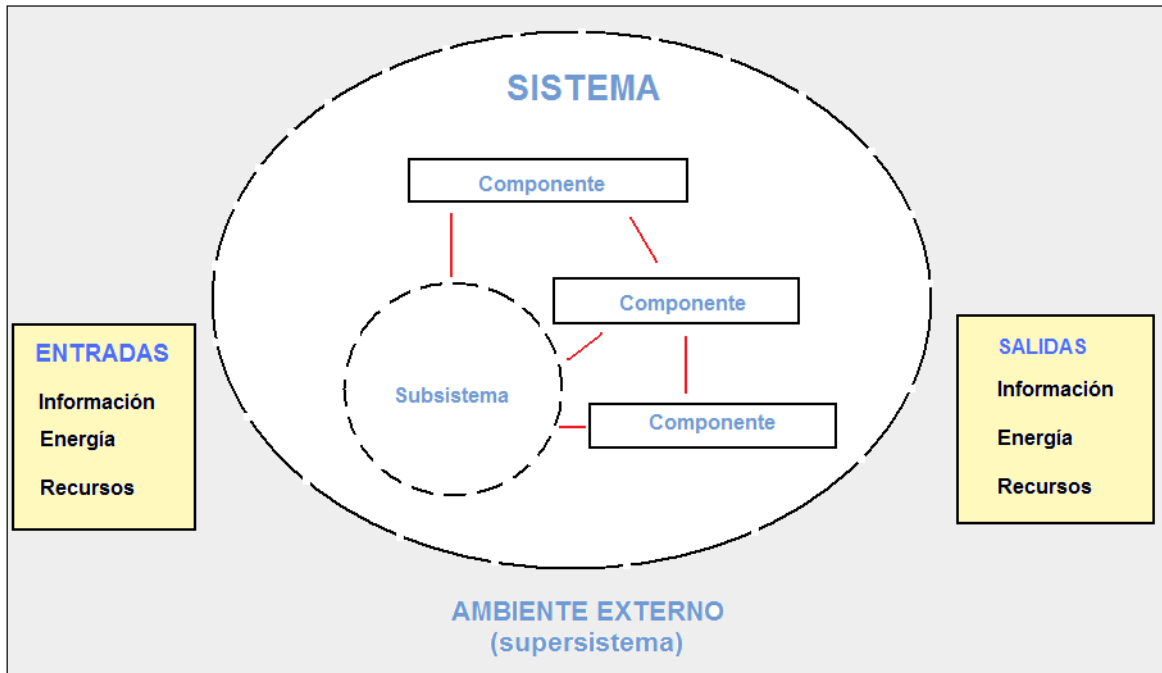 SISTEMA
Componente
Componente
Subsistema
Componente
ENTRADAS
Información
Energía
Recursos
SALIDAS
Información
Energía
Recursos
AMBIENTE EXTERNO
(supersistema)